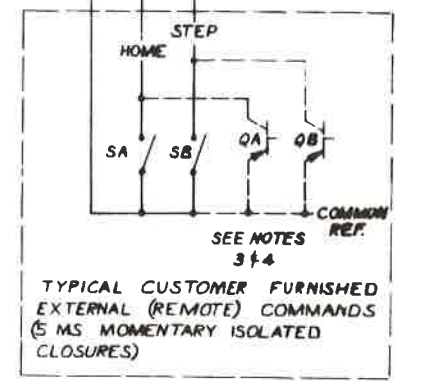 STEP
HOME
SA SB QA QB
COMMON
REF.
SEE NOTES
3 & 4
TYPICAL CUSTOMER FURNISHED
EXTERNAL (REMOTE) COMMANDS
(5 MS MOMENTARY ISOLATED
CLOSURES)